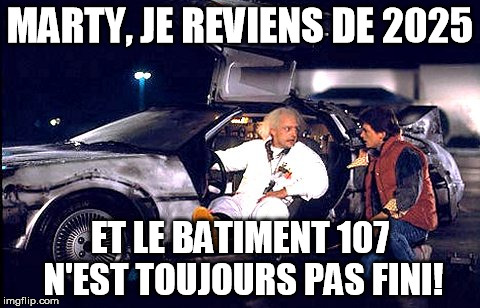 MARTY, JE REVIENS DE 2025
ET LE BATIMENT 107
N'EST TOUJOURS PAS FINI!
imgflip.com